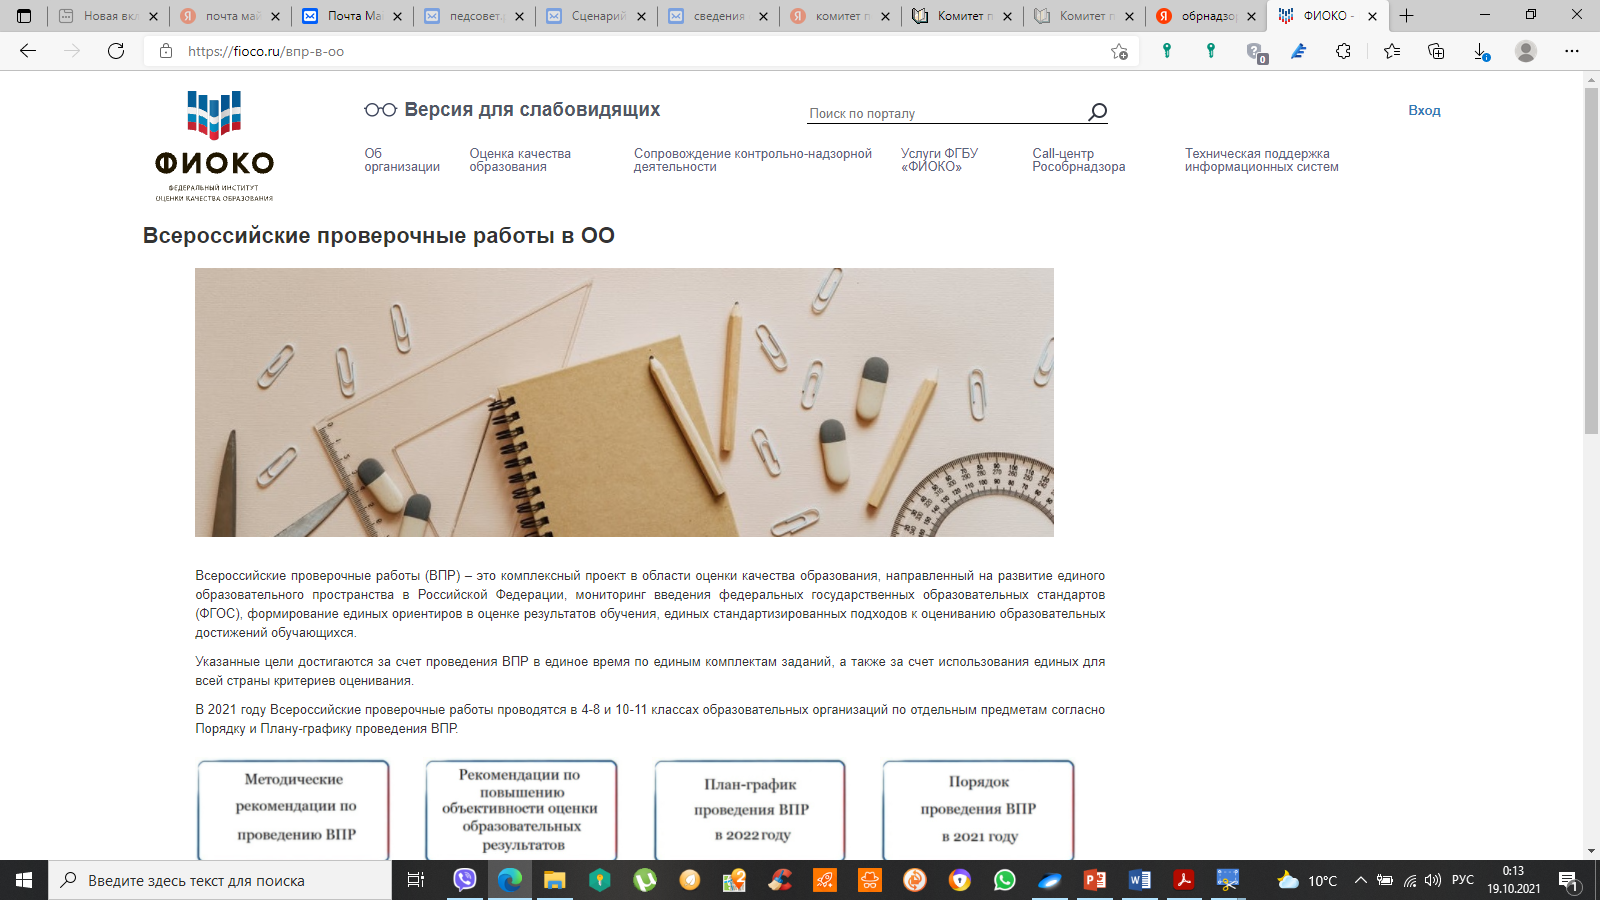 Новая вкл
почта май
Почта Ма
педсовет.
Сценарий
сведения
комитет п
Комитет п
Комитет п
обрнадзор
ФИОКО -
https://fioco.ru/впр-в-оо
0
ФИОКО
ФЕДЕРАЛЬНЫЙ ИНСТИТУТ
ОЦЕНКИ КАЧЕСТВА ОБРАЗОВАНИЯ
Версия для слабовидящих
Поиск по порталу
Вход
Об
организации
Оценка качества
образования
Сопровождение контрольно-надзорной
деятельности
Услуги ФГБУ
«ФИОКО»
Call-центр
Рособрнадзора
Техническая поддержка
информационных систем
Всероссийские проверочные работы в ОО
Всероссийские проверочные работы (ВПР) – это комплексный проект в области оценки качества образования, направленный на развитие единого
образовательного пространства в Российской Федерации, мониторинг введения федеральных государственных образовательных стандартов
(ФГОС), формирование единых ориентиров в оценке результатов обучения, единых стандартизированных подходов к оцениванию образовательных
достижений обучающихся.
Указанные цели достигаются за счет проведения ВПР в единое время по единым комплектам заданий, а также за счет использования единых для
всей страны критериев оценивания.
В 2021 году Всероссийские проверочные работы проводятся в 4-8 и 10-11 классах образовательных организаций по отдельным предметам согласно
Порядку и Плану-графику проведения ВПР.
Методические
рекомендации по
проведению ВПР
Рекомендации по
повышению
объективности оценки
образовательных
результатов
План-график
проведения ВПР
в 2022 году
Порядок
проведения ВПР
в 2021 году
Введите здесь текст для поиска
10°C
РУС
0:13
19.10.2021
1